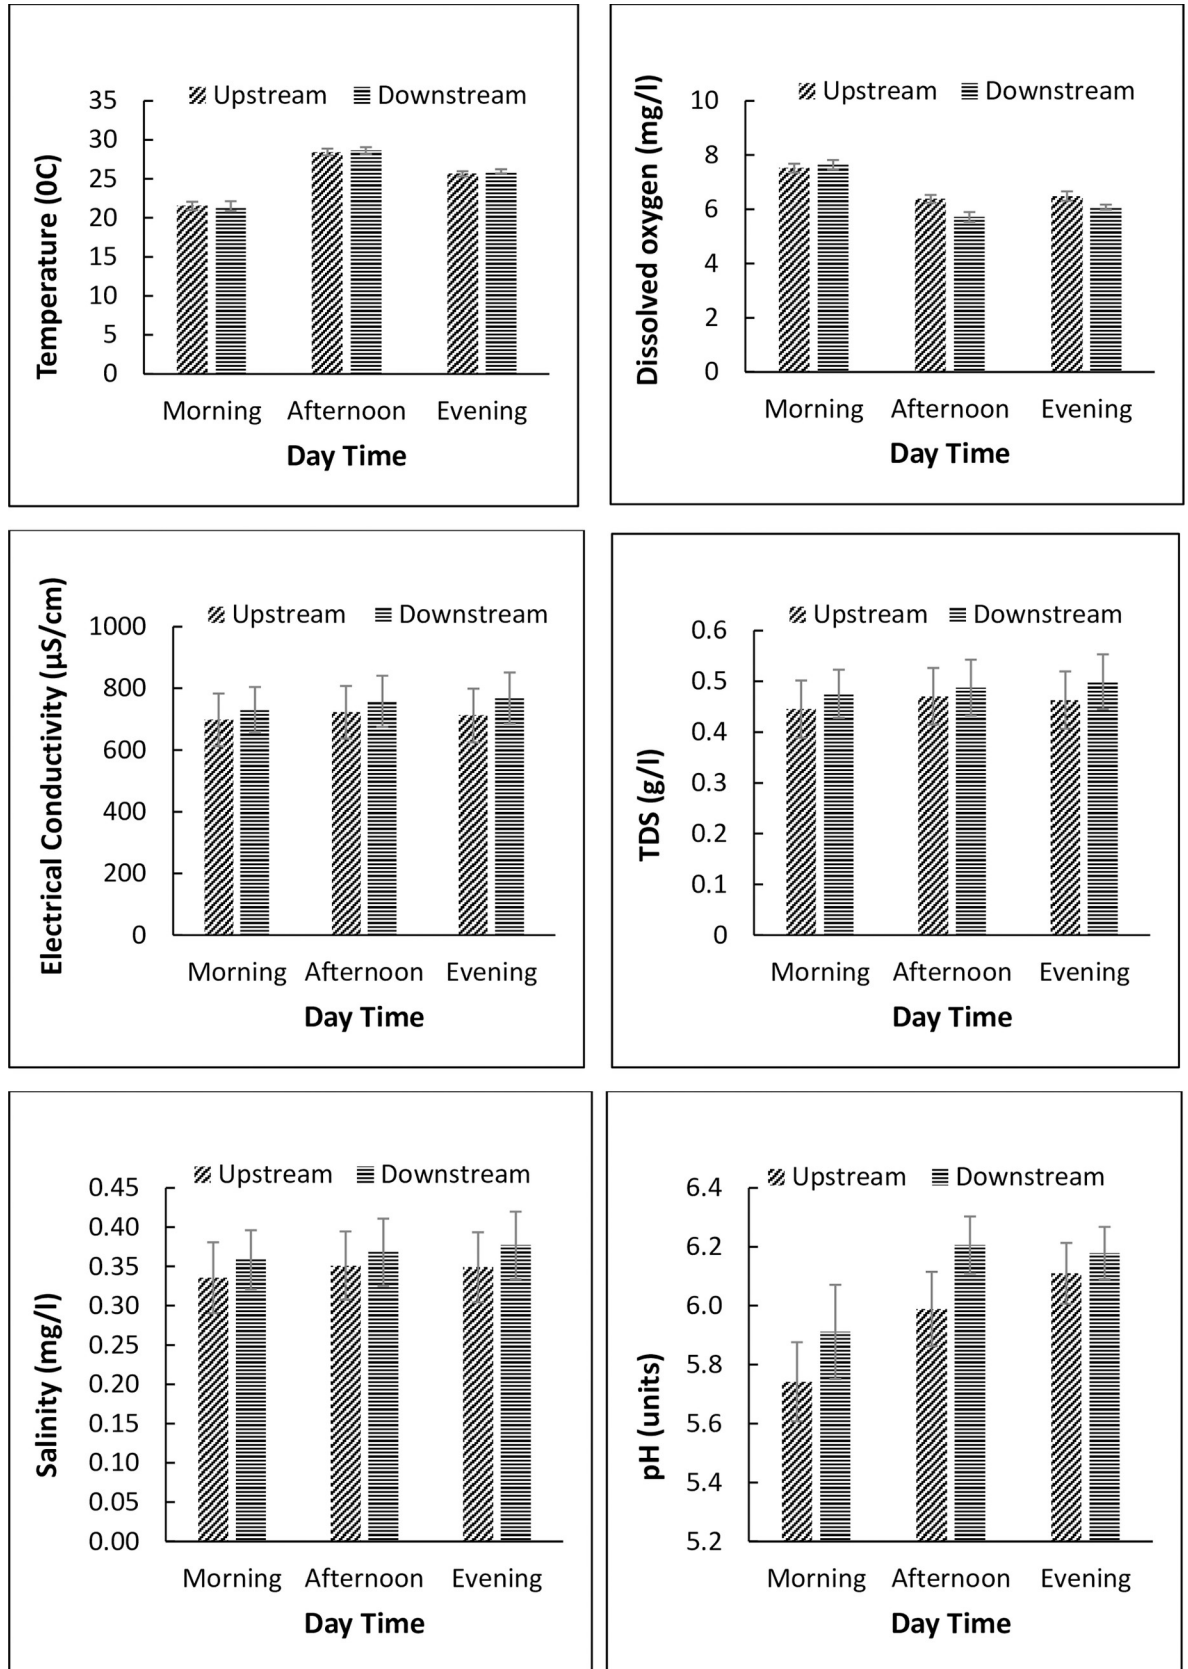 Upstream Downstream
35
30
25
20
15
10
5
0
Temperature (0C)
Morning Afternoon Evening
Day Time
Upstream Downstream
10
8
6
4
2
0
Dissolved oxygen (mg/l)
Morning Afternoon Evening
Day Time
Upstream Downstream
1000
800
600
400
200
0
Electrical Conductivity (µS/cm)
Morning Afternoon Evening
Day Time
Upstream Downstream
0.6
0.5
0.4
0.3
0.2
0.1
0
TDS (g/l)
Morning Afternoon Evening
Day Time
Upstream Downstream
0.45
0.40
0.35
0.30
0.25
0.20
0.15
0.10
0.05
0.00
Salinity (mg/l)
Morning Afternoon Evening
Day Time
Upstream Downstream
6.4
6.2
6.0
5.8
5.6
5.4
5.2
pH (units)
Morning Afternoon Evening
Day Time